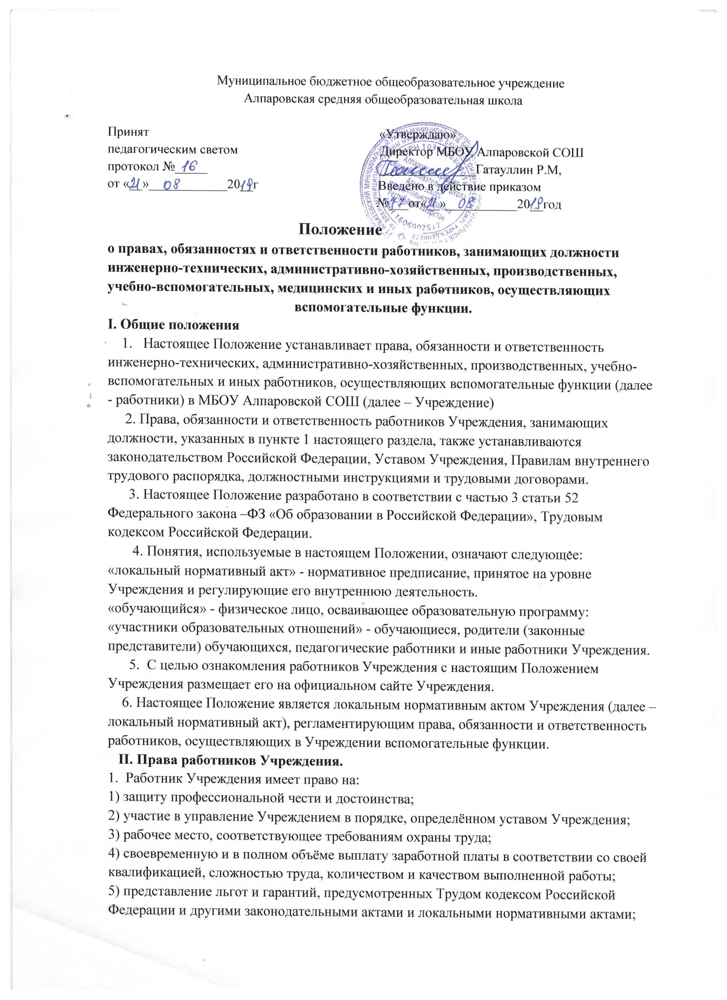 Муниципальное бюджетное общеобразовательное учреждение
Алпаровская средняя общеобразовательная школа
Принят
педагогическим светом
протокол № 16
от «21» 08 2019г
«Утверждаю»
Директор МБОУ Алпаровской СОШ
Гатауллин Р.М,
Введено в действие приказом
№ 77 от «21» 08 2019 год
Положение
о правах, обязанностях и ответственности работников, занимающих должности
инженерно-технических, административно-хозяйственных, производственных,
учебно-вспомогательных, медицинских и иных работников, осуществляющих
вспомогательные функции.
I. Общие положения
1. Настоящее Положение устанавливает права, обязанности и ответственность
инженерно-технических, административно-хозяйственных, производственных, учебно-
вспомогательных и иных работников, осуществляющих вспомогательные функции (далее
- работники) в МБОУ Алпаровской СОШ (далее – Учреждение)
2. Права, обязанности и ответственность работников Учреждения, занимающих
должности, указанных в пункте 1 настоящего раздела, также устанавливаются
законодательством Российской Федерации, Уставом Учреждения, Правилам внутреннего
трудового распорядка, должностными инструкциями и трудовыми договорами.
3. Настоящее Положение разработано в соответствии с частью 3 статьи 52
Федерального закона –ФЗ «Об образовании в Российской Федерации», Трудовым
кодексом Российской Федерации.
4. Понятия, используемые в настоящем Положении, означают следующее:
«локальный нормативный акт» - нормативное предписание, принятое на уровне
Учреждения и регулирующие его внутреннюю деятельность.
«обучающийся» - физическое лицо, осваивающее образовательную программу:
«участники образовательных отношений» - обучающиеся, родители (законные
представители) обучающихся, педагогические работники и иные работники Учреждения.
5. С целью ознакомления работников Учреждения с настоящим Положением
Учреждения размещает его на официальном сайте Учреждения.
6. Настоящее Положение является локальным нормативным актом Учреждения (далее –
локальный нормативный акт), регламентирующим права, обязанности и ответственность
работников, осуществляющих в Учреждении вспомогательные функции.
II. Права работников Учреждения.
1. Работник Учреждения имеет право на:
1) защиту профессиональной чести и достоинства;
2) участие в управление Учреждением в порядке, определённом уставом Учреждения;
3) рабочее место, соответствующее требованиям охраны труда;
4) своевременную и в полном объёме выплату заработной платы в соответствии со своей
квалификацией, сложностью труда, количеством и качеством выполненной работы;
5) представление льгот и гарантий, предусмотренных Трудом кодексом Российской
Федерации и другими законодательными актами и локальными нормативными актами;